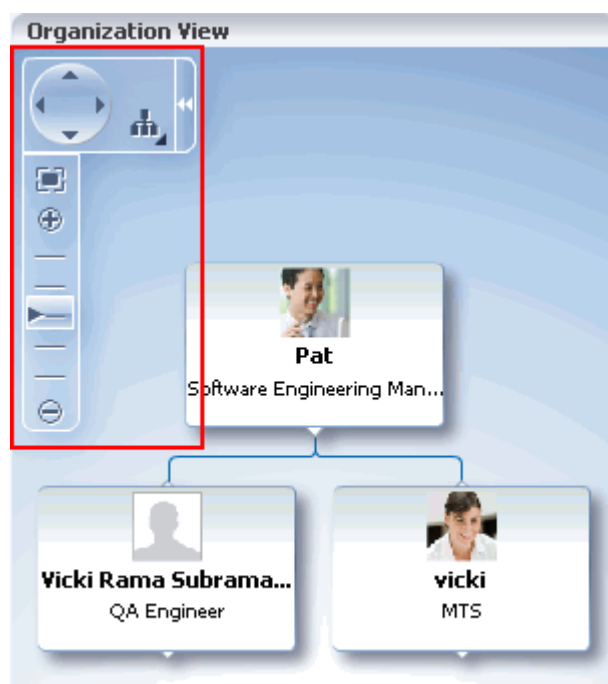 Organization View
Pat
Software Engineering Man...
Vicki Rama Subrama...
QA Engineer
vicki
MTS